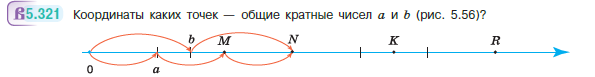 5.321 Координаты каких точек — общие кратные чисел a и b (рис. 5.56)?
b M N K R
0 a